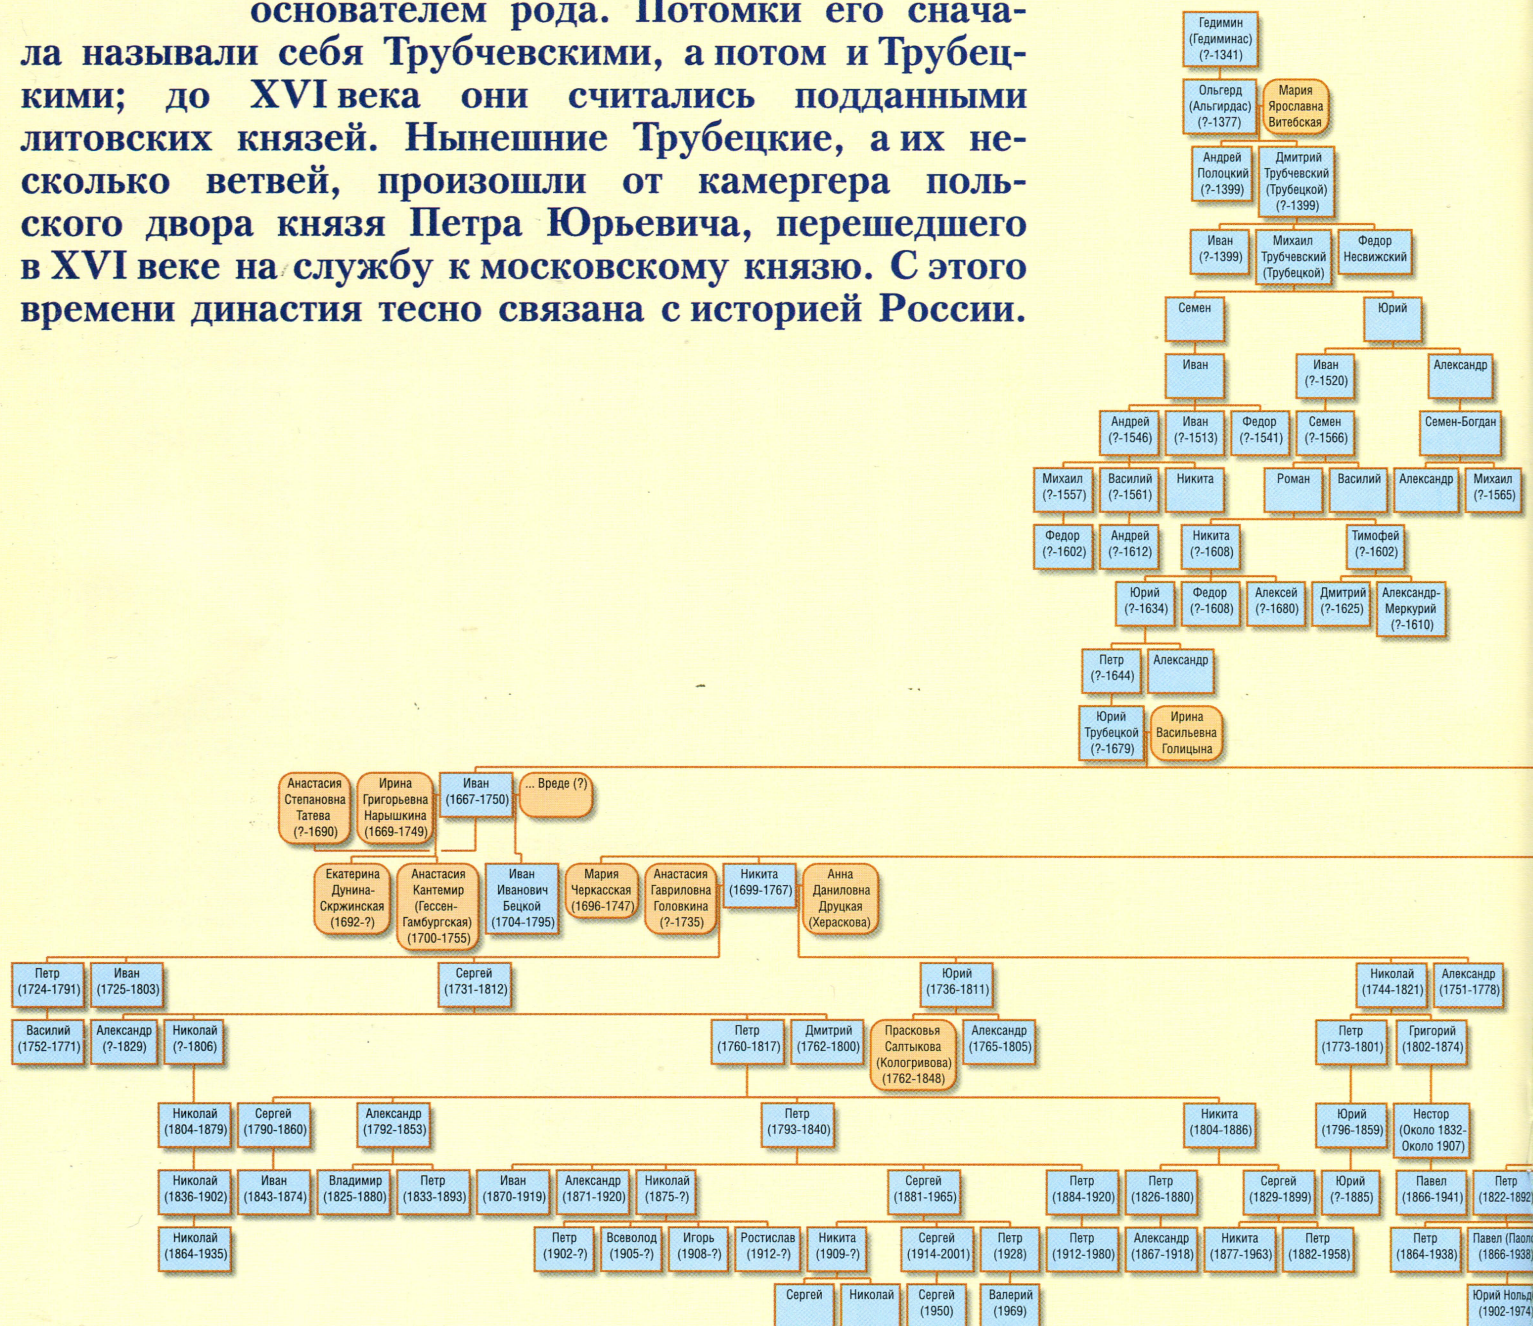 основателем рода. Потомки его снача-
ла называли себя Трубчевскими, а потом и Трубец-
кими; до XVI века они считались подданными
литовских князей. Нынешние Трубецкие, а их не-
сколько ветвей, произошли от камергера поль-
ского двора князя Петра Юрьевича, перешедшего
в XVI веке на службу к московскому князю. С этого
времени династия тесно связана с историей России.
Гедимин
(Гедиминас)
(?-1341)
Ольгерд
(Альгирдас)
(?-1377)
Мария
Ярославна
Витебская
Андрей
Полоцкий
(?-1399)
Дмитрий
Трубчевский
(Трубецкой)
(?-1399)
Иван
(?-1399)
Михаил
Трубчевский
(Трубецкой)
Федор
Несвижский
Семен
Юрий
Иван
Иван
(?-1520)
Александр
Андрей
(?-1546)
Иван
(?-1513)
Федор
(?-1541)
Семен
(?-1566)
Семен-Богдан
Михаил
(?-1557)
Василий
(?-1561)
Никита
Роман
Василий
Александр
Михаил
(?-1565)
Федор
(?-1602)
Андрей
(?-1612)
Никита
(?-1608)
Тимофей
(?-1602)
Юрий
(?-1634)
Федор
(?-1608)
Алексей
(?-1680)
Дмитрий
(?-1625)
Александр-
Меркурий
(?-1610)
Петр
(?-1644)
Александр
Юрий
Трубецкой
(?-1679)
Ирина
Васильевна
Голицына
Анастасия
Степановна
Татева
(?-1690)
Ирина
Григорьевна
Нарышкина
(1669-1749)
Иван
(1667-1750)
... Вреде (?)
Екатерина
Дунина-
Скржинская
(1692-?)
Анастасия
Кантемир
(Гессен-
Гамбургская)
(1700-1755)
Иван
Иванович
Бецкой
(1704-1795)
Мария
Черкасская
(1696-1747)
Анастасия
Гавриловна
Головкина
(?-1735)
Никита
(1699-1767)
Анна
Даниловна
Друцкая
(Хераскова)
Петр
(1724-1791)
Иван
(1725-1803)
Сергей
(1731-1812)
Юрий
(1736-1811)
Николай
(1744-1821)
Александр
(1751-1778)
Василий
(1752-1771)
Александр
(?-1829)
Николай
(?-1806)
Петр
(1760-1817)
Дмитрий
(1762-1800)
Прасковья
Салтыкова
(Кологривова)
(1762-1848)
Александр
(1765-1805)
Петр
(1773-1801)
Григорий
(1802-1874)
Николай
(1804-1879)
Сергей
(1790-1860)
Александр
(1792-1853)
Петр
(1793-1840)
Никита
(1804-1886)
Юрий
(1796-1859)
Нестор
(Около 1832-
Около 1907)
Николай
(1836-1902)
Иван
(1843-1874)
Владимир
(1825-1880)
Петр
(1833-1893)
Иван
(1870-1919)
Александр
(1871-1920)
Николай
(1875-?)
Сергей
(1881-1965)
Петр
(1884-1920)
Петр
(1826-1880)
Сергей
(1829-1899)
Юрий
(?-1885)
Павел
(1866-1941)
Петр
(1822-1892)
Николай
(1864-1935)
Петр
(1902-?)
Всеволод
(1905-?)
Игорь
(1908-?)
Ростислав
(1912-?)
Никита
(1909-?)
Сергей
(1914-2001)
Петр
(1928)
Петр
(1912-1980)
Александр
(1867-1918)
Никита
(1877-1963)
Петр
(1882-1958)
Петр
(1864-1938)
Павел (Паоло
(1866-1938
Сергей
Николай
Сергей
(1950)
Валерий
(1969)
Юрий Нольд
(1902-1974